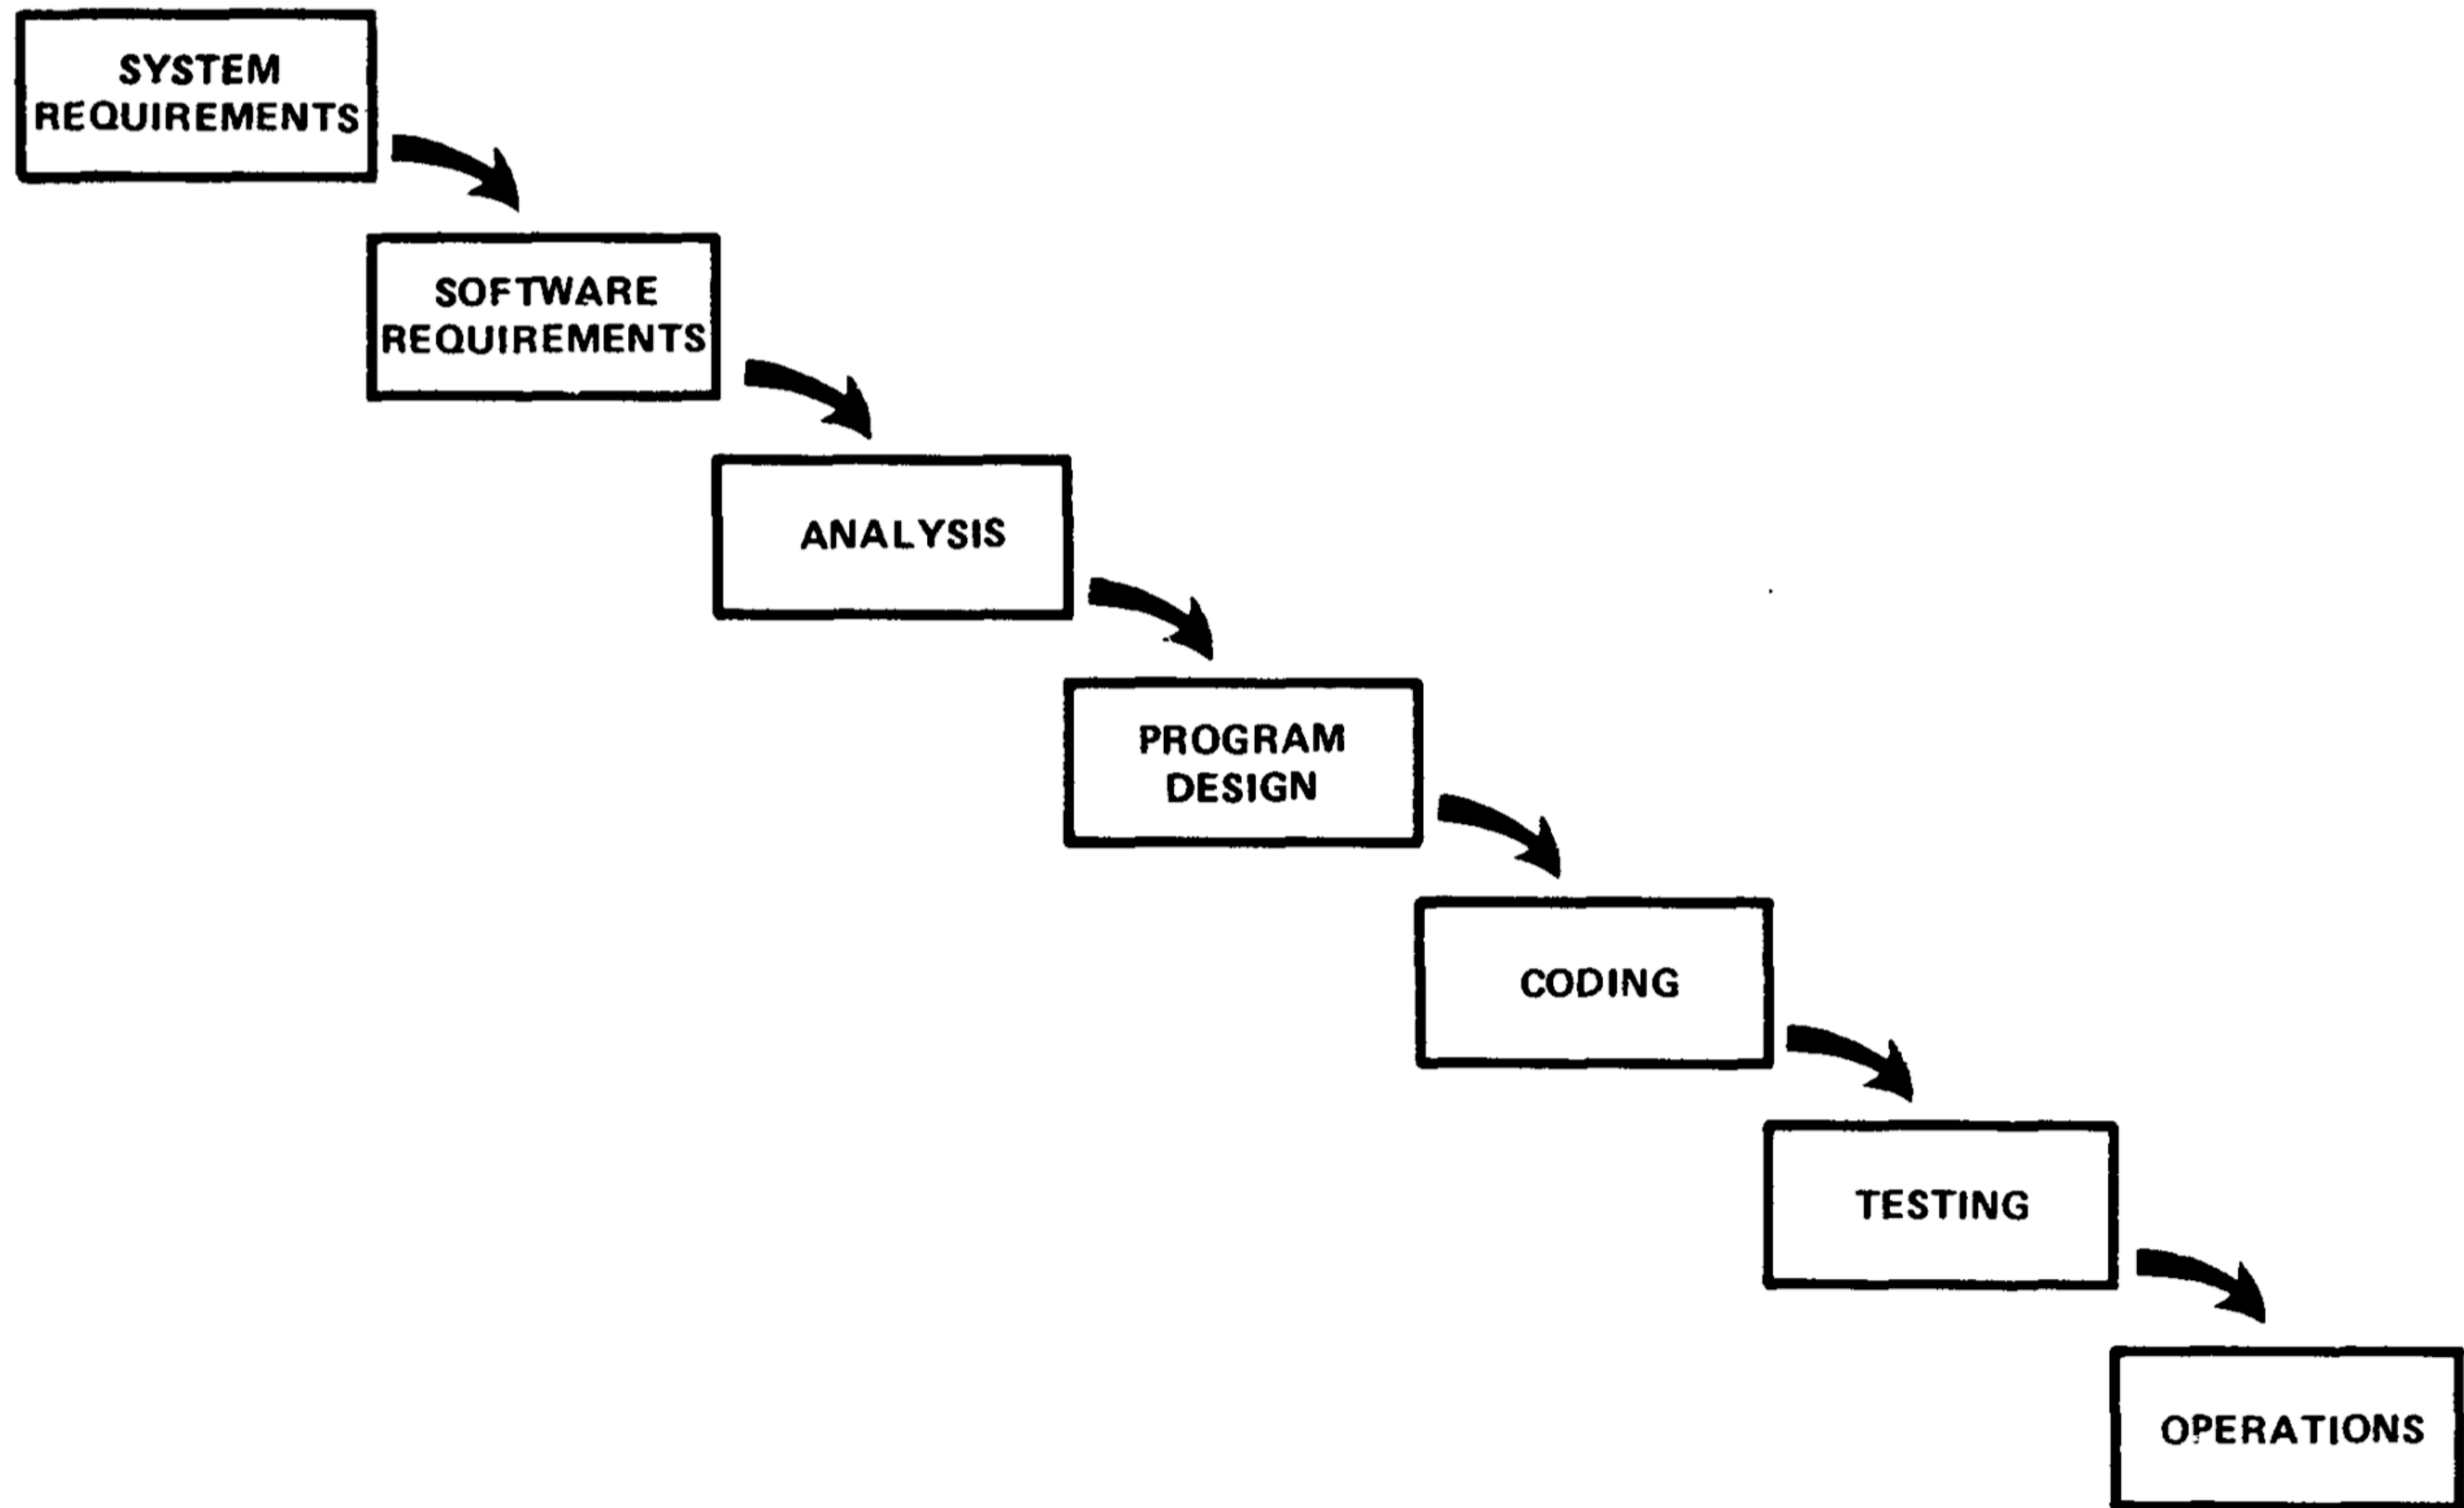 SYSTEM
REQUIREMENTS
SOFTWARE
REQUIREMENTS
ANALYSIS
PROGRAM
DESIGN
CODING
TESTING
OPERATIONS